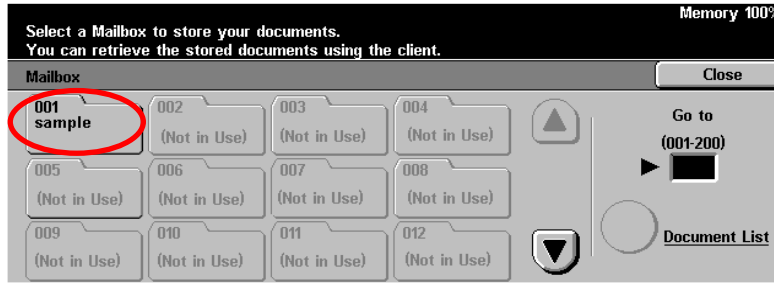 Memory 100%
Select a Mailbox to store your documents.
You can retrieve the stored documents using the client.
Mailbox
Close
001
sample
002
(Not in Use)
003
(Not in Use)
004
(Not in Use)
Go to
(001-200)
005
(Not in Use)
006
(Not in Use)
007
(Not in Use)
008
(Not in Use)
009
(Not in Use)
010
(Not in Use)
011
(Not in Use)
012
(Not in Use)
Document List